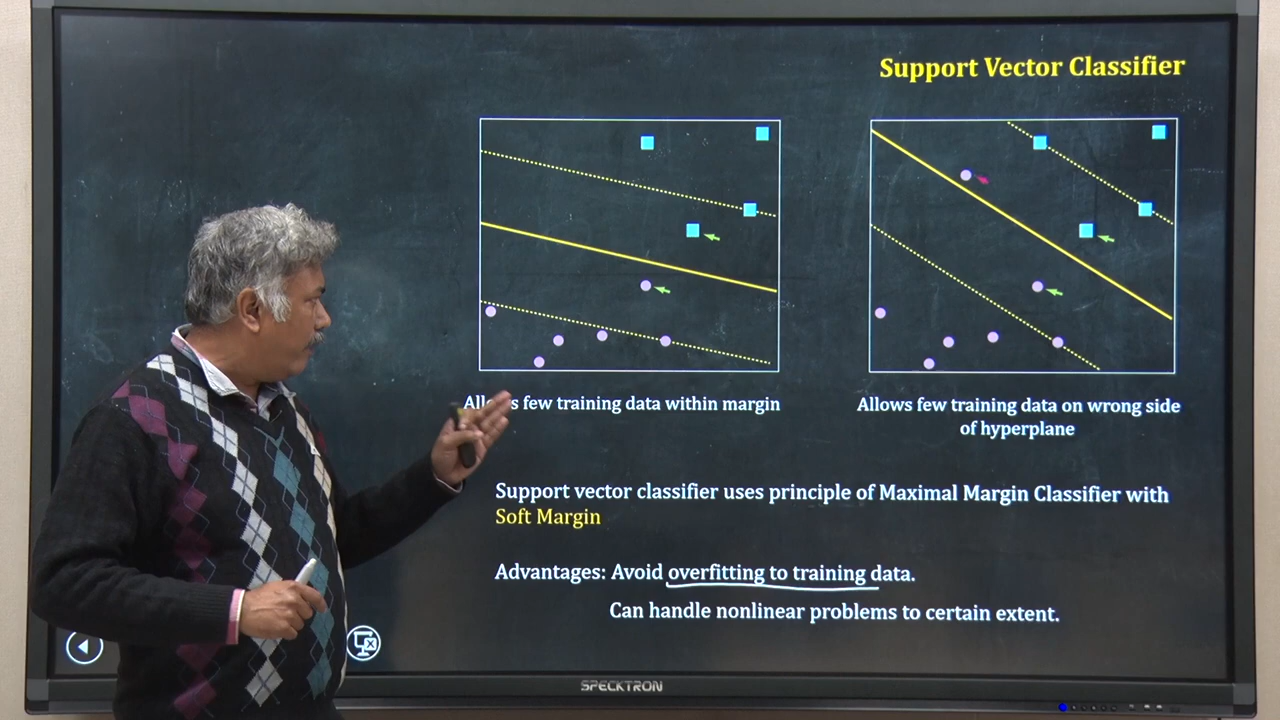 Support Vector Classifier
Allows few training data within margin
Allows few training data on wrong side
of hyperplane
Support vector classifier uses principle of Maximal Margin Classifier with
Soft Margin
Advantages: Avoid overfitting to training data.
Can handle nonlinear problems to certain extent.
SPECKTRON